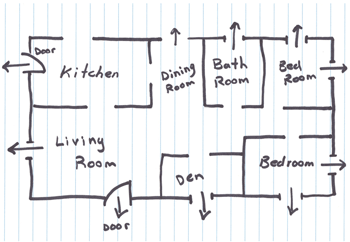 Door
Kitchen
Dining
Room
Bath
Room
Bed
Room
Living
Room
Den
Bedroom
Door